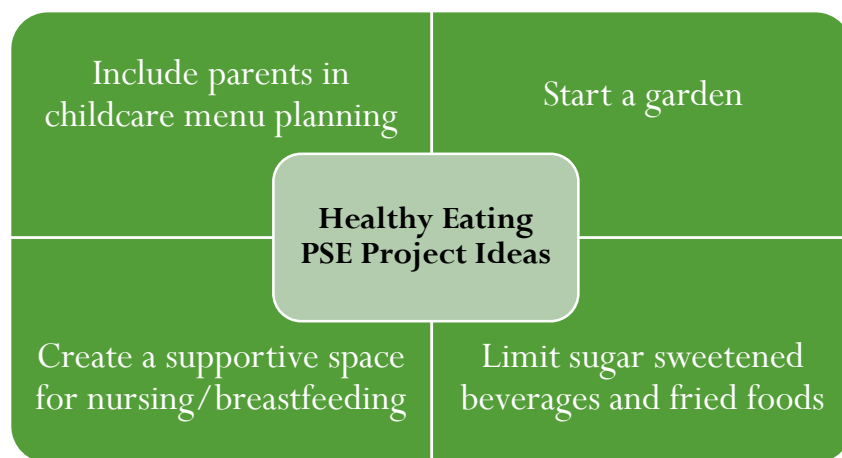 Include parents in
childcare menu planning
Start a garden
Healthy Eating
PSE Project Ideas
Create a supportive space
for nursing/breastfeeding
Limit sugar sweetened
beverages and fried foods